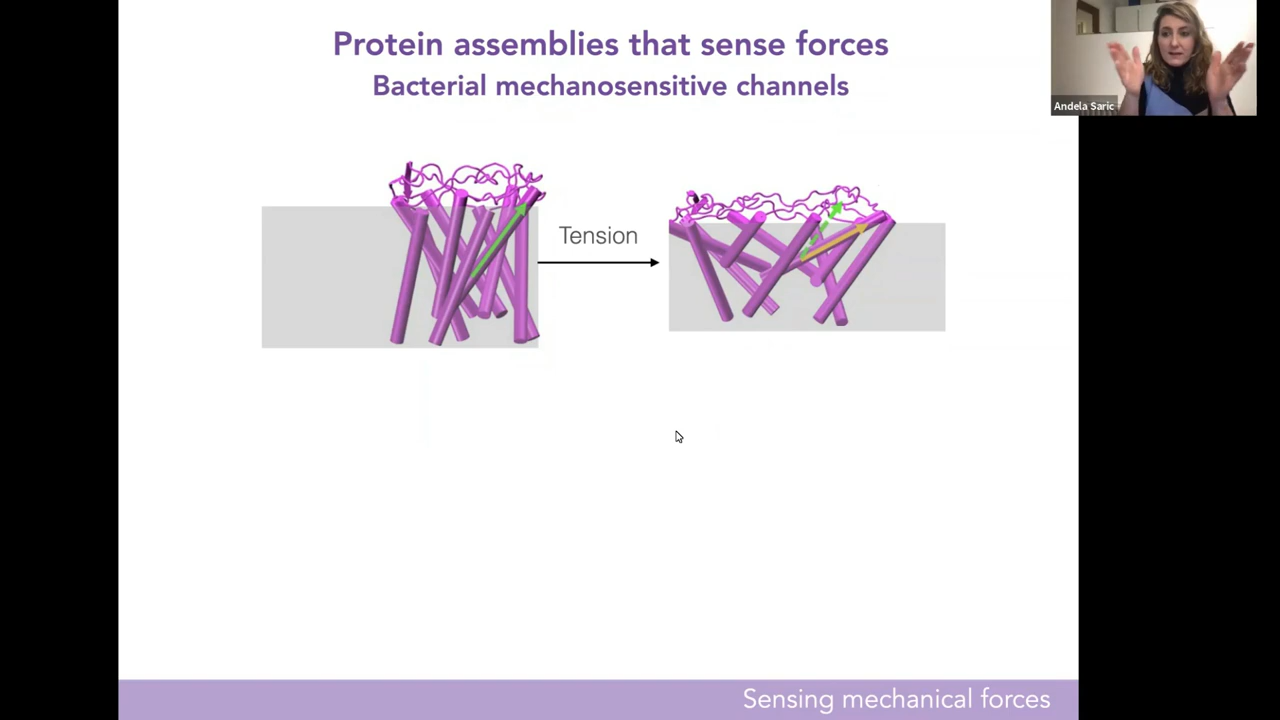 Protein assemblies that sense forces
Bacterial mechanosensitive channels
Andela Saric
Tension
Sensing mechanical forces